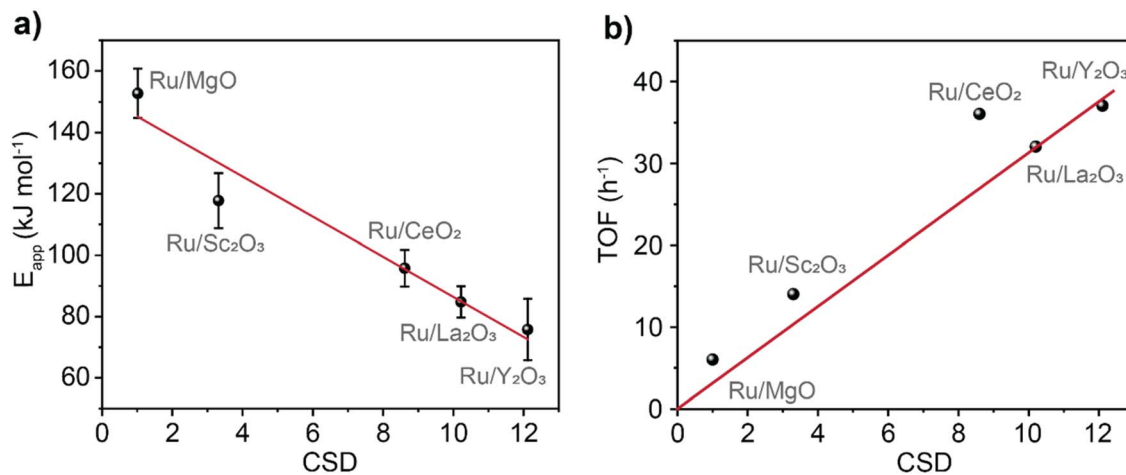 a)
E_app (kJ mol⁻¹)
160
140
120
100
80
60
Ru/MgO
Ru/Sc₂O₃
Ru/CeO₂
Ru/La₂O₃
Ru/Y₂O₃
0 2 4 6 8 10 12
CSD
b)
TOF (h⁻¹)
40
30
20
10
0
Ru/Y₂O₃
Ru/CeO₂
Ru/La₂O₃
Ru/Sc₂O₃
Ru/MgO
0 2 4 6 8 10 12
CSD